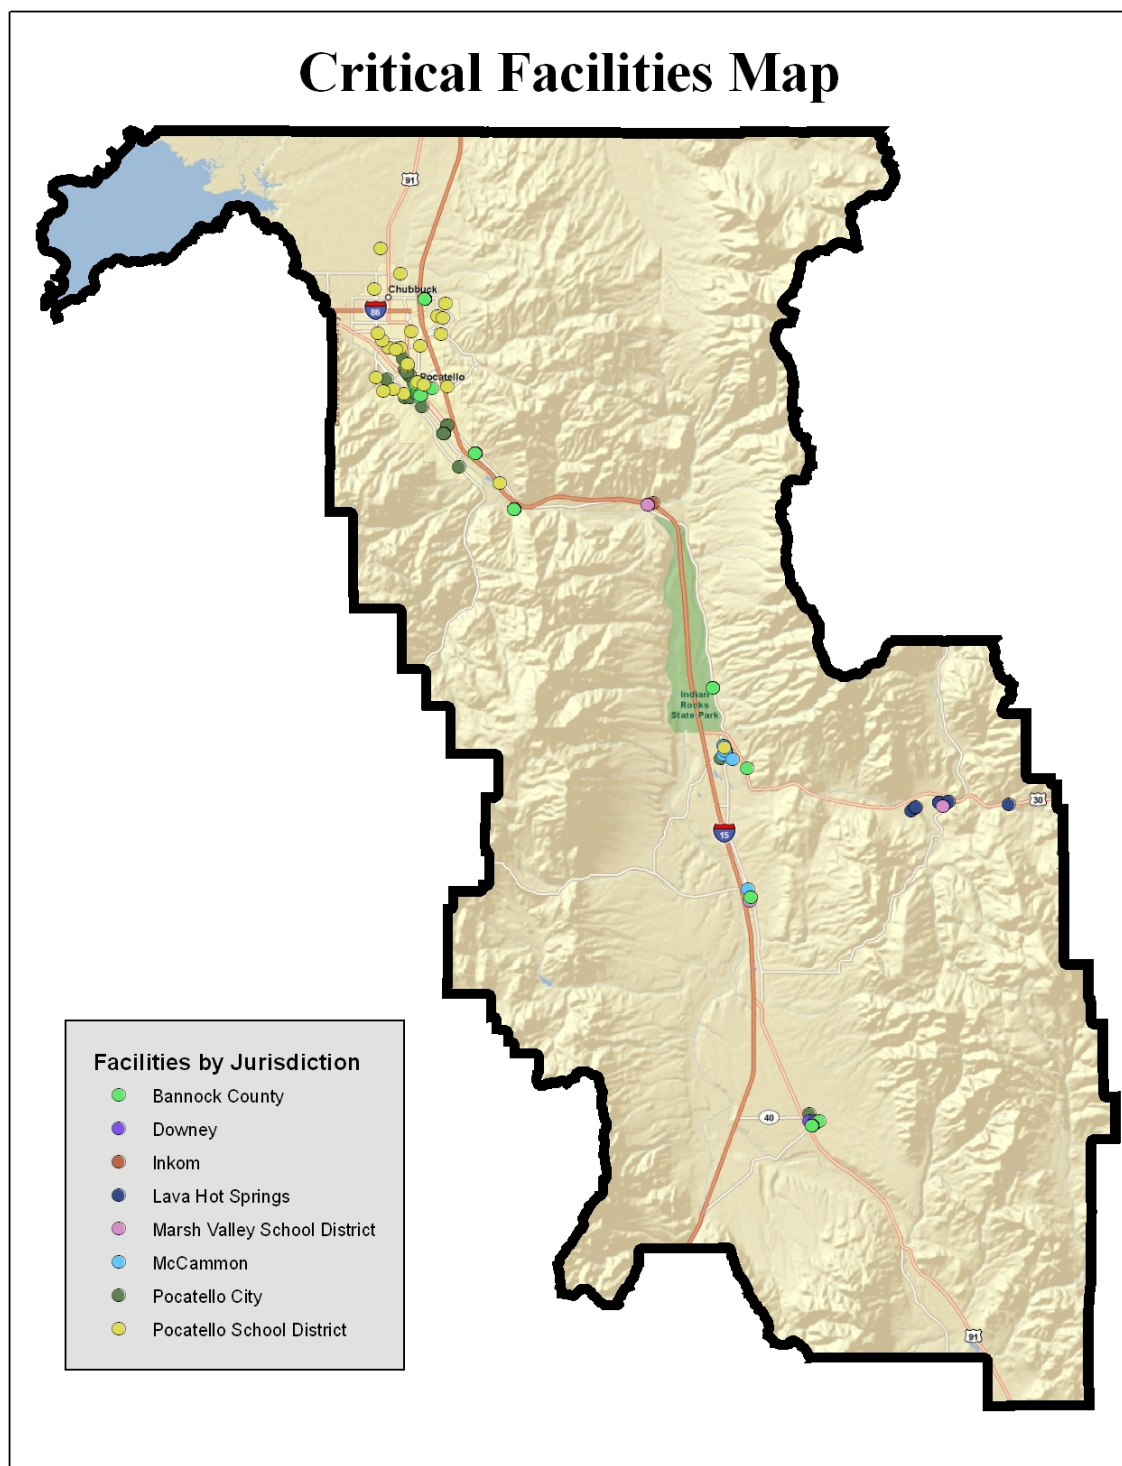 Critical Facilities Map
91
Chubbuck
86
Pocatello
Indian
Rocks
State Park
30
15
40
91
Facilities by Jurisdiction
Bannock County
Downey
Inkom
Lava Hot Springs
Marsh Valley School District
McCammon
Pocatello City
Pocatello School District